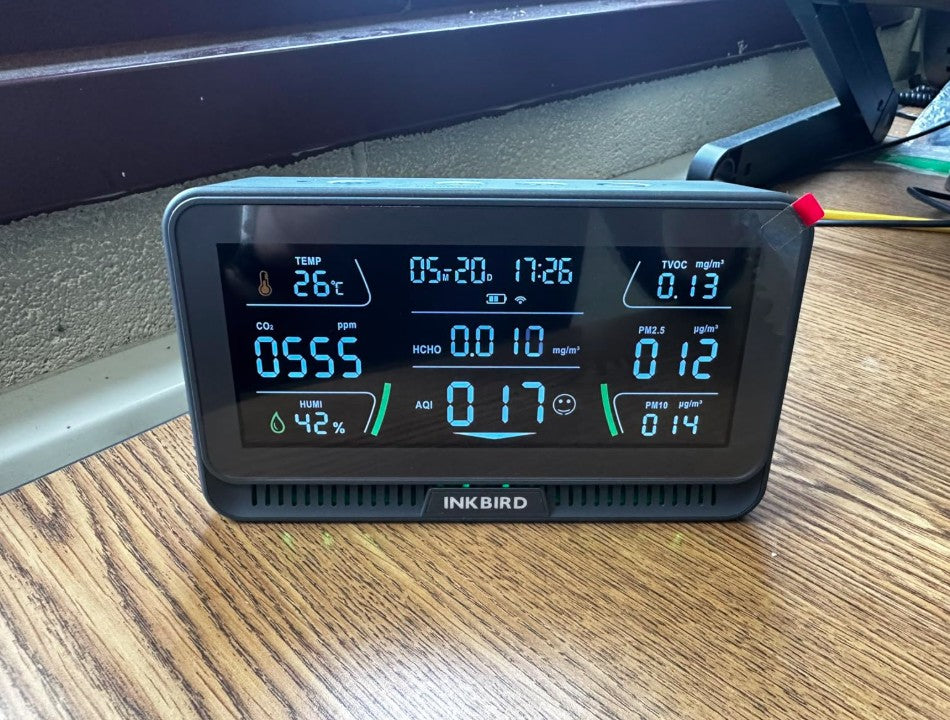 TEMP
26°C
05M20D 17:26
TVOC mg/m³
0.13
CO₂ ppm
0555
HCHO 0.010 mg/m³
PM2.5 µg/m³
012
HUMI
42%
AQI 017
PM10 µg/m³
014
INKBIRD